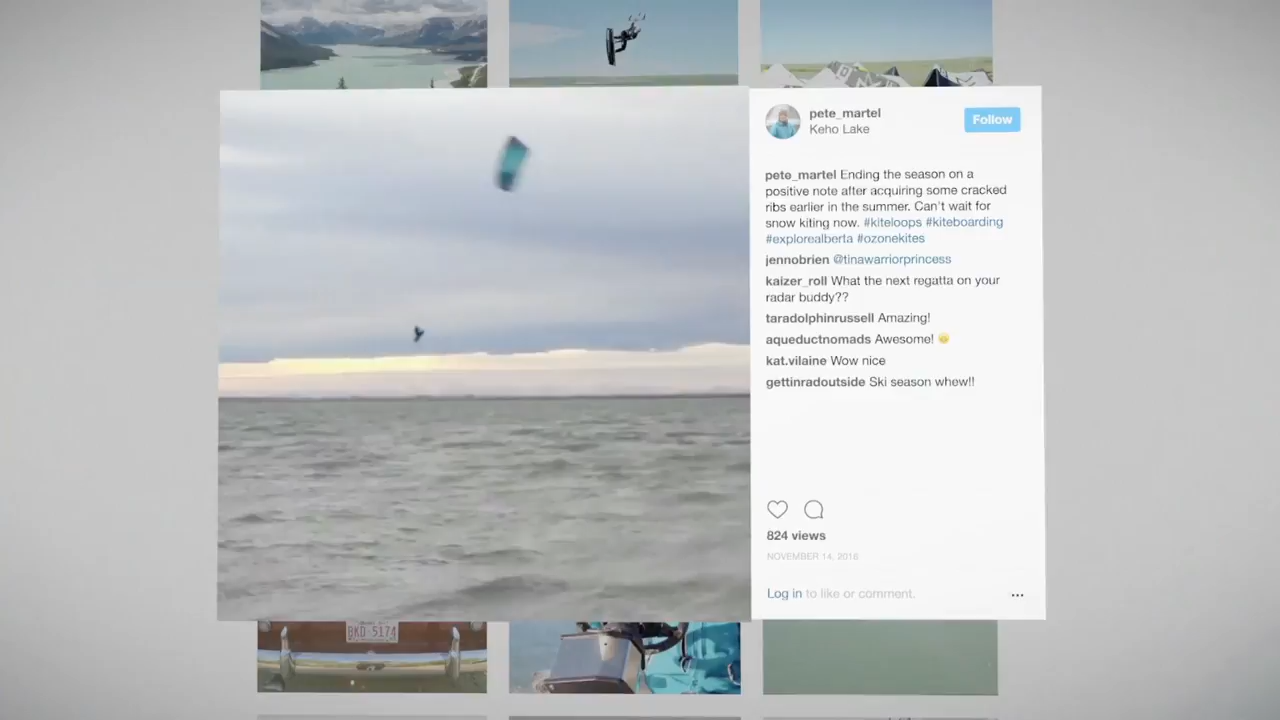 pete_martel
Keho Lake
Follow
pete_martel Ending the season on a
positive note after acquiring some cracked
ribs earlier in the summer. Can't wait for
snow kiting now. #kiteloops #kiteboarding
#explorealberta #ozonekites
jennobrien @tinawarriorprincess
kaizer_roll What the next regatta on your
radar buddy??
taradolphinrussell Amazing!
aqueductnomads Awesome!
kat.vilaine Wow nice
gettinradoutside Ski season whew!!
824 views
NOVEMBER 14, 2016
Log in to like or comment.
BKD-5174